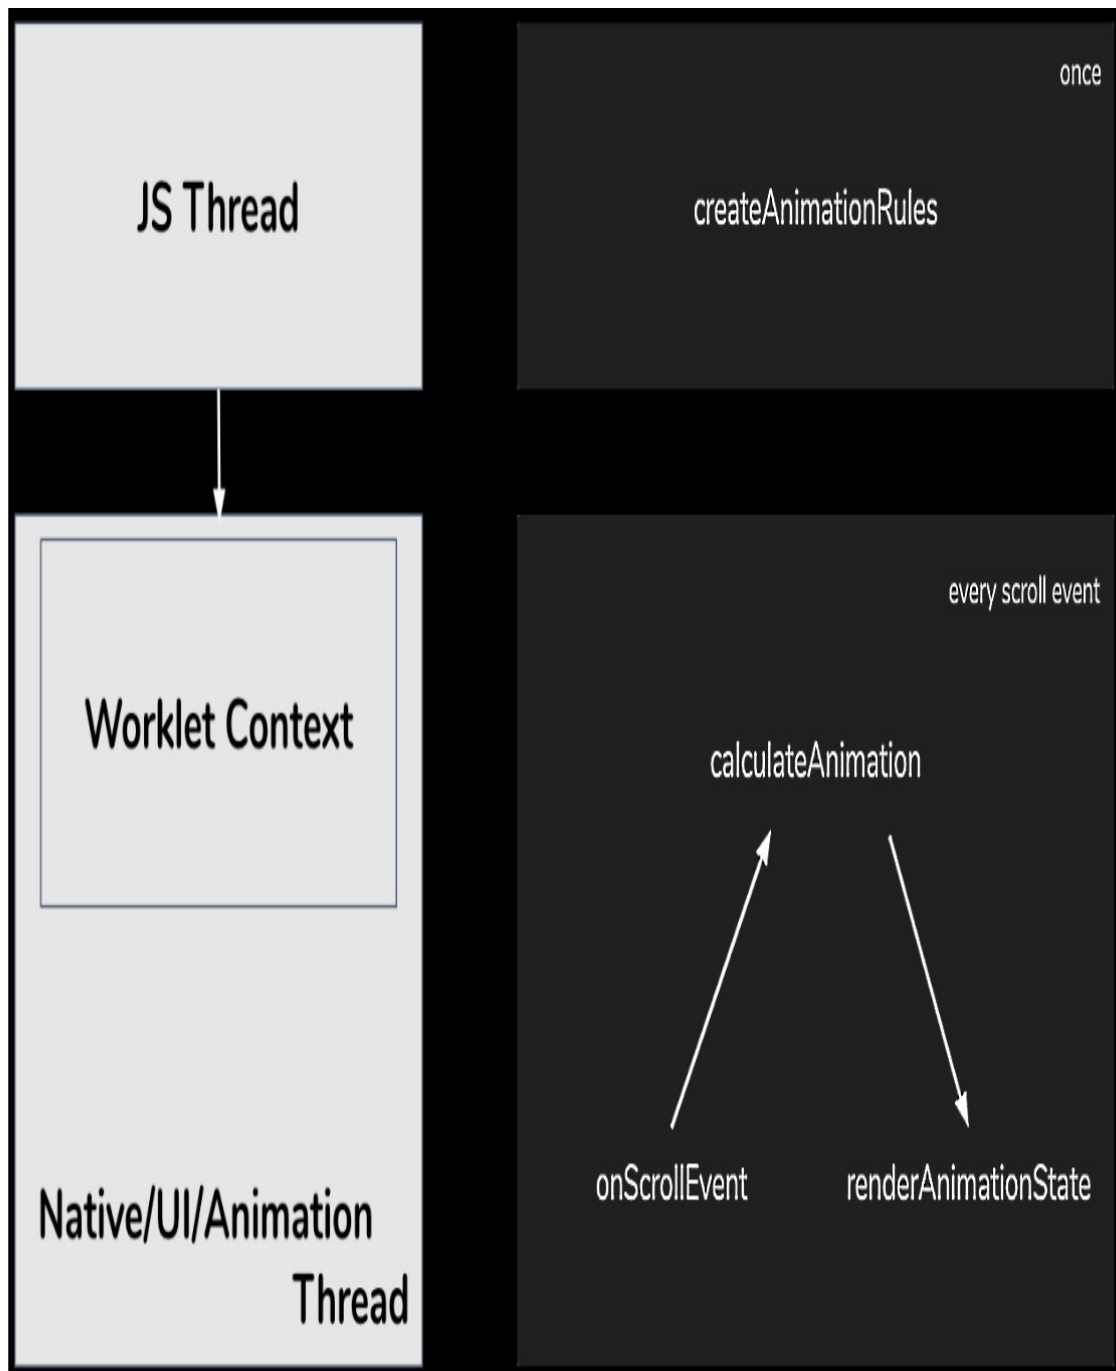 JS Thread
once
createAnimationRules
Worklet Context
Native/UI/Animation
Thread
every scroll event
calculateAnimation
onScrollEvent
renderAnimationState